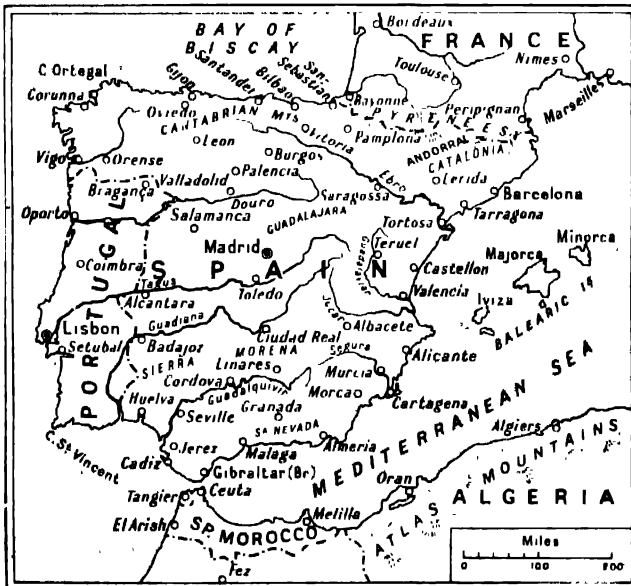 Bordeaux
BAY OF
BISCAY
FRANCE
Nimes
Toulouse
C. Ortegal
Gijon
Santander
Bilbao
San-
Sebastian
Bayonne
Marseilles
Corunna
Oviedo
CANTABRIAN MTS
Vitoria
PYRENEES
Perpignan
Pamplona
ANDORRA
CATALONIA
Leon
Burgos
Vigo
Orense
Palencia
Ebro
Lerida
Bragança
Valladolid
Saragossa
Barcelona
Oporto
Douro
Salamanca
GUADALAJARA
Tortosa
Tarragona
Minorca
Majorca
Madrid
Teruel
Guadalaviar
Coimbra
SPAIN
Castellon
Tagus
Toledo
Valencia
Iviza
BALEARIC IS
Alcantara
PORTUGAL
Jucar
Lisbon
Guadiana
Ciudad Real
Albacete
Setubal
Badajoz
MORENA
Segura
Alicante
SIERRA
Linares
Murcia
Cordova
Guadalquivir
Morca
Cartagena
Huelva
Seville
Granada
MEDITERRANEAN SEA
Sa NEVADA
C. St. Vincent
Jerez
Almeria
Algiers
Cadiz
Malaga
Gibraltar (Br)
Oran
ATLAS MOUNTAINS
Tangier
Ceuta
ALGERIA
El Arish
Melilla
SP. MOROCCO
Miles
0 100 200
Fez